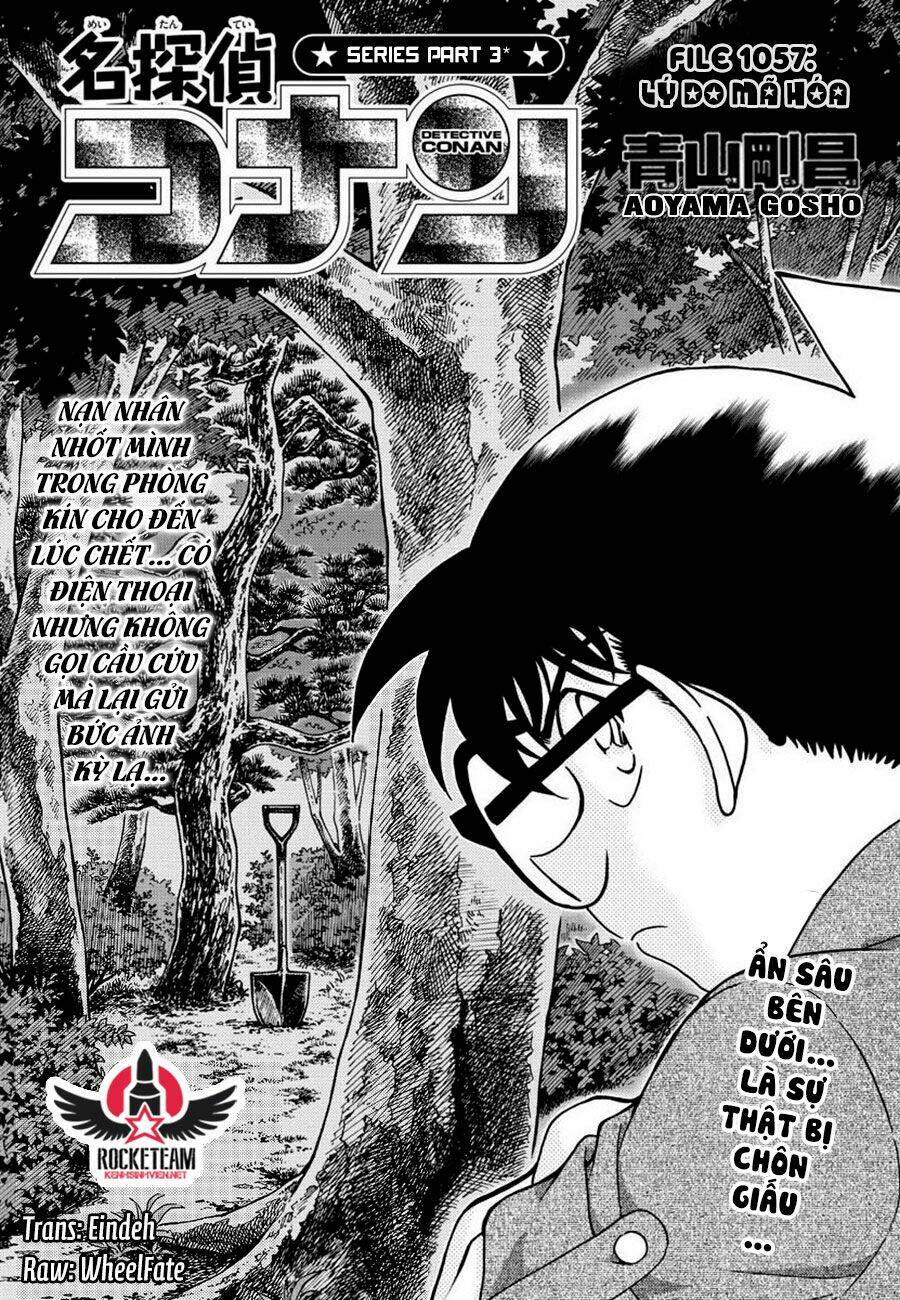 めい たん てい
名探偵
コナン
DETECTIVE
CONAN
★ SERIES PART 3* ★
FILE 1057:
LÝ DO MÃ HÓA
青山剛昌
AOYAMA GOSHO
NẠN NHÂN
NHỐT MÌNH
TRONG PHÒNG
KÍN CHO ĐẾN
LÚC CHẾT... CÓ
ĐIỆN THOẠI
NHƯNG KHÔNG
GỌI CẦU CỨU
MÀ LẠI GỬI
BỨC ẢNH
KỲ LẠ...
ẨN SÂU
BÊN
DƯỚI...
LÀ SỰ
THẬT BỊ
CHÔN
GIẤU
...
ROCKETEAM
KENHSINHVIEN.NET
Trans: Eindeh
Raw: WheelFate